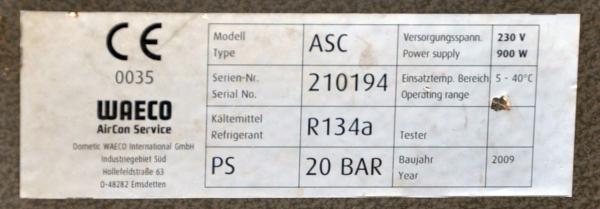 CE
0035
WAECO
AirCon Service
Dometic WAECO International GmbH
Industriegebiet Süd
Hollefeldstraße 63
D-48282 Emsdetten
Modell ASC Versorgungsspann. 230 V
Type Power supply 900 W
Serien-Nr. 210194 Einsatztemp. Bereich 5 - 40°C
Serial No. Operating range
Kältemittel R134a
Refrigerant Tester
PS 20 BAR Baujahr 2009
Year